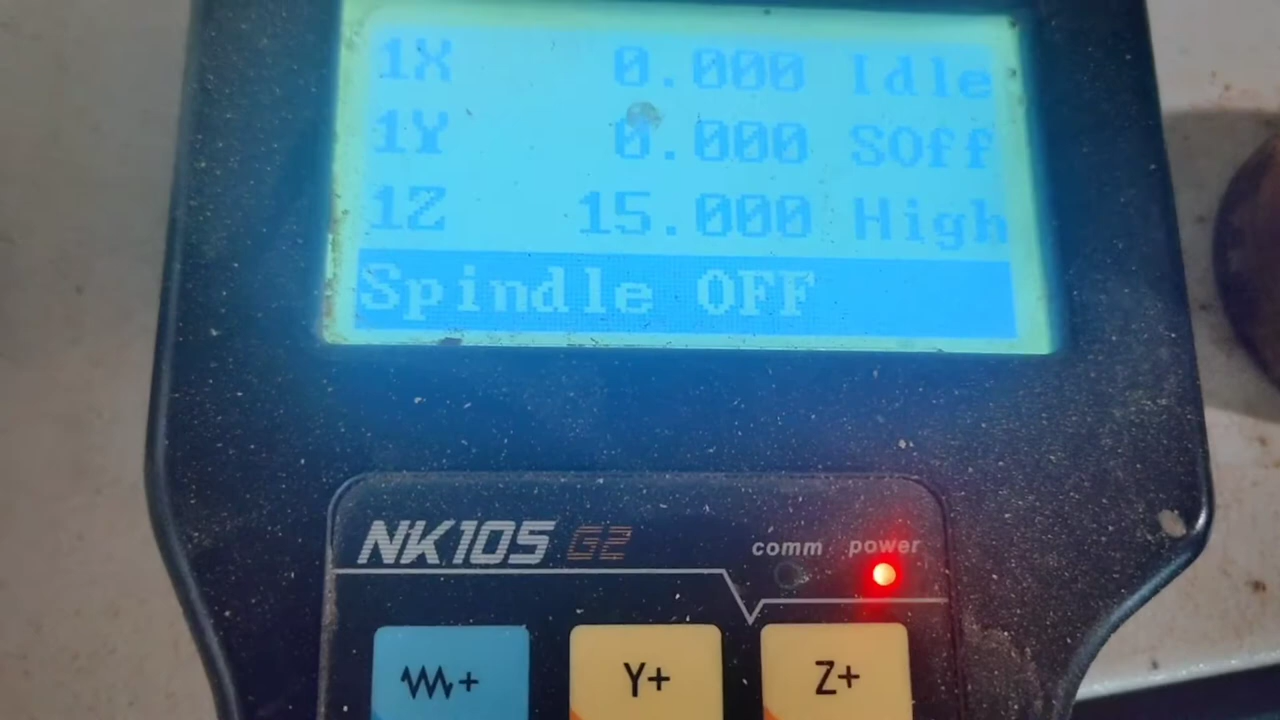 1X 0.000 Idle
1Y 0.000 SOff
1Z 15.000 High
Spindle OFF
NK105 G2
comm power
+ Y+ Z+